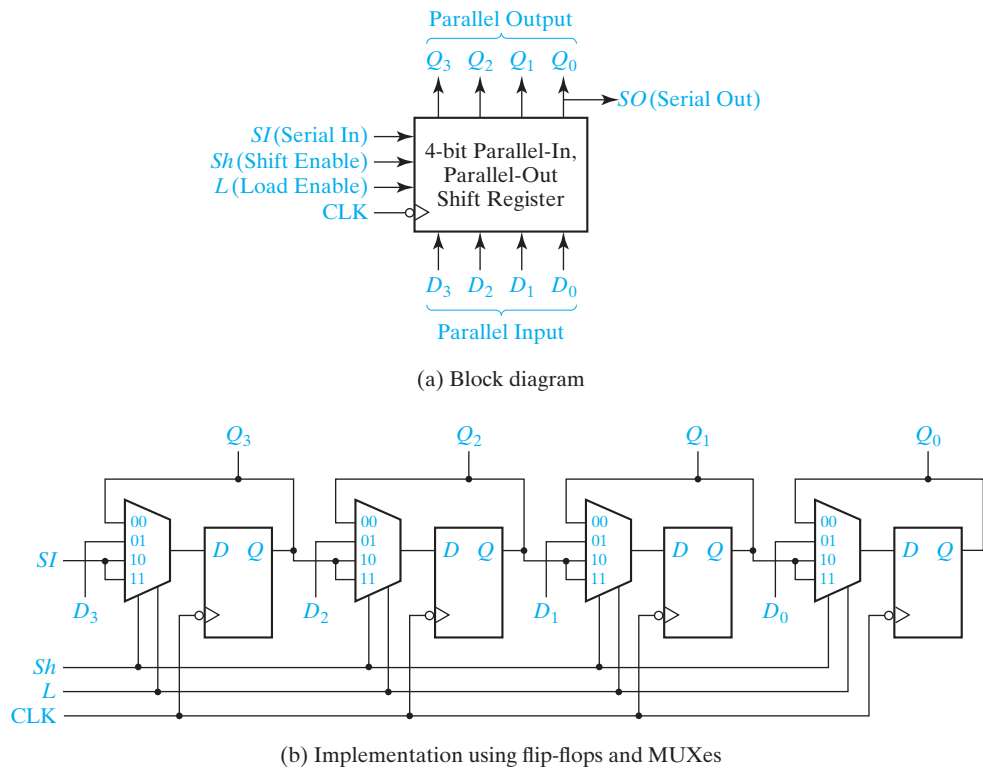 Parallel Output
Q3 Q2 Q1 Q0
SO (Serial Out)
SI (Serial In)
Sh (Shift Enable)
L (Load Enable)
CLK
4-bit Parallel-In,
Parallel-Out
Shift Register
D3 D2 D1 D0
Parallel Input
(a) Block diagram
Q3 Q2 Q1 Q0
00 00 00 00
01 D Q 01 D Q 01 D Q 01 D Q
SI 10 10 10 10
11 11 11 11
D3 D2 D1 D0
Sh
L
CLK
(b) Implementation using flip-flops and MUXes